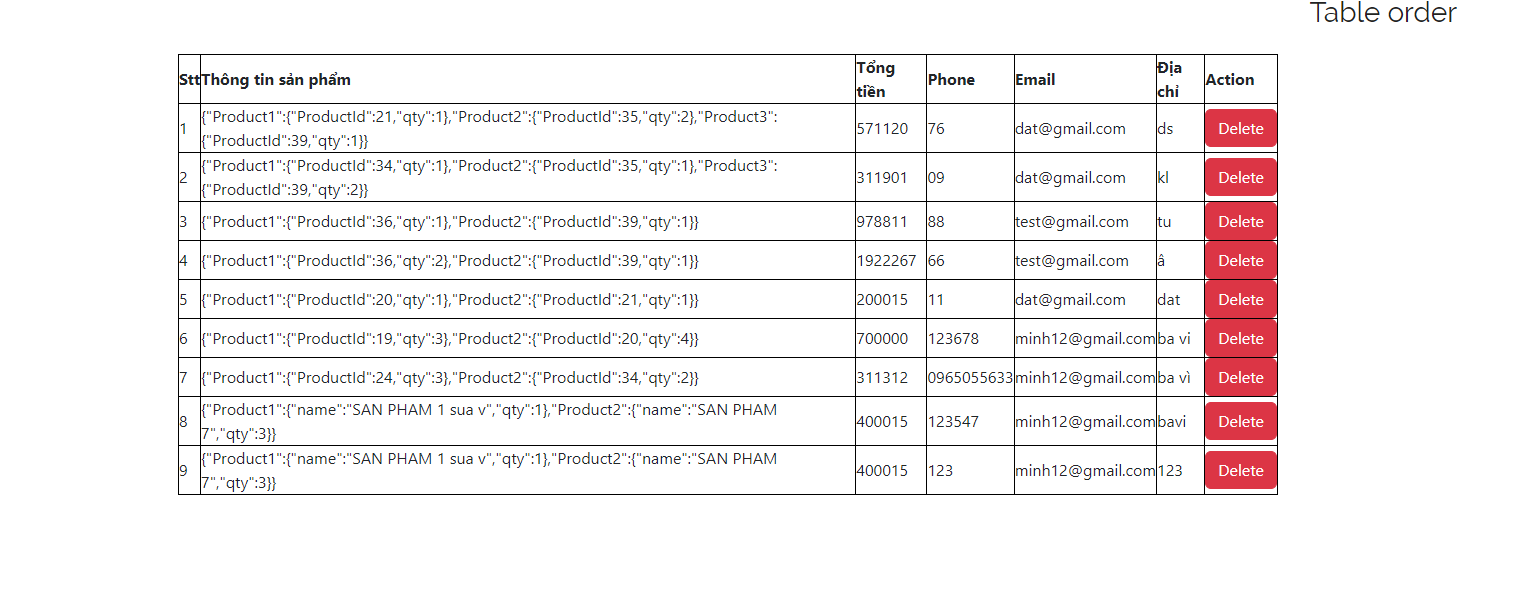 Table order
Stt Thông tin sản phẩm Tổng tiền Phone Email Địa chỉ Action
1 {"Product1":{"ProductId":21,"qty":1},"Product2":{"ProductId":35,"qty":2},"Product3":
{"ProductId":39,"qty":1}} 571120 76 dat@gmail.com ds Delete
2 {"Product1":{"ProductId":34,"qty":1},"Product2":{"ProductId":35,"qty":1},"Product3":
{"ProductId":39,"qty":2}} 311901 09 dat@gmail.com kl Delete
3 {"Product1":{"ProductId":36,"qty":1},"Product2":{"ProductId":39,"qty":1}} 978811 88 test@gmail.com tu Delete
4 {"Product1":{"ProductId":36,"qty":2},"Product2":{"ProductId":39,"qty":1}} 1922267 66 test@gmail.com â Delete
5 {"Product1":{"ProductId":20,"qty":1},"Product2":{"ProductId":21,"qty":1}} 200015 11 dat@gmail.com dat Delete
6 {"Product1":{"ProductId":19,"qty":3},"Product2":{"ProductId":20,"qty":4}} 700000 123678 minh12@gmail.com ba vi Delete
7 {"Product1":{"ProductId":24,"qty":3},"Product2":{"ProductId":34,"qty":2}} 311312 0965055633 minh12@gmail.com ba vì Delete
8 {"Product1":{"name":"SAN PHAM 1 sua v","qty":1},"Product2":{"name":"SAN PHAM
7","qty":3}} 400015 123547 minh12@gmail.com bavi Delete
9 {"Product1":{"name":"SAN PHAM 1 sua v","qty":1},"Product2":{"name":"SAN PHAM
7","qty":3}} 400015 123 minh12@gmail.com 123 Delete